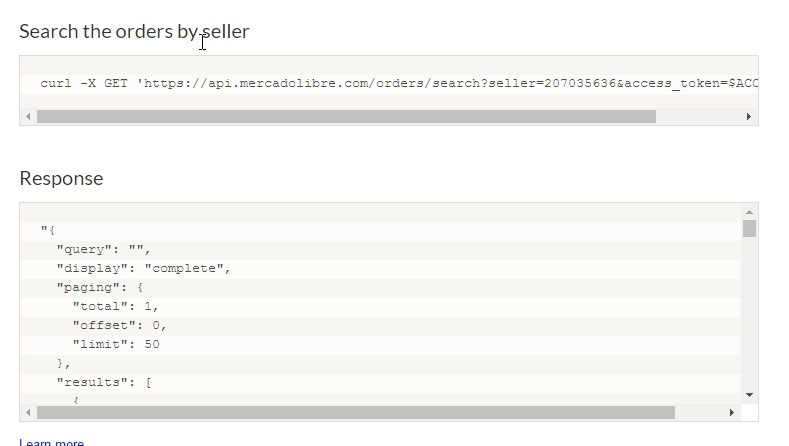 Search the orders by seller
curl -X GET 'https://api.mercadolibre.com/orders/search?seller=207035636&access_token=$ACC
Response
"{
"query": "",
"display": "complete",
"paging": {
"total": 1,
"offset": 0,
"limit": 50
},
"results": [
{
Learn more